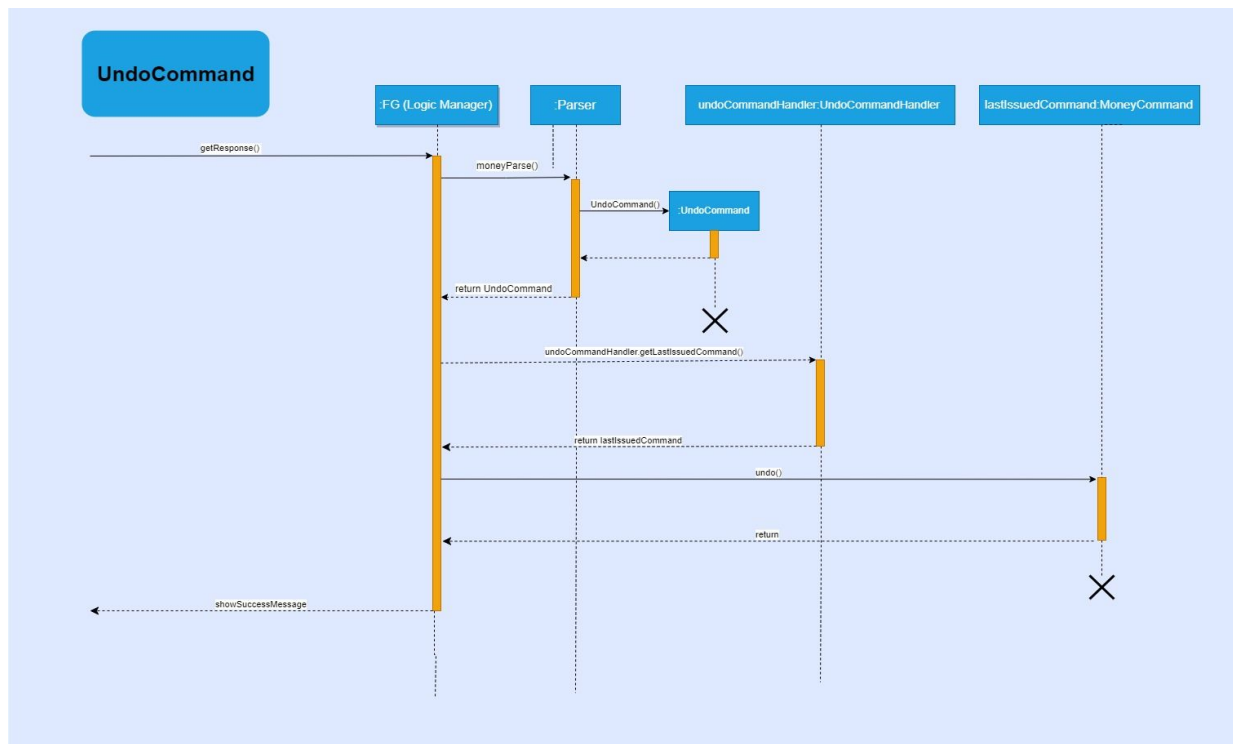 UndoCommand
:FG (Logic Manager)
:Parser
undoCommandHandler:UndoCommandHandler
lastIssuedCommand:MoneyCommand
getResponse()
moneyParse()
UndoCommand()
:UndoCommand
return UndoCommand
undoCommandHandler.getLastIssuedCommand()
return lastIssuedCommand
undo()
return
showSuccessMessage